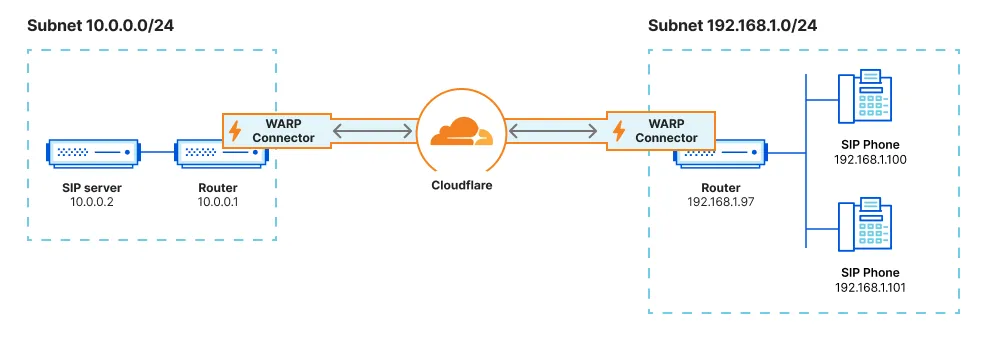 Subnet 10.0.0.0/24
Subnet 192.168.1.0/24
WARP
Connector
WARP
Connector
SIP server
10.0.0.2
Router
10.0.0.1
Cloudflare
Router
192.168.1.97
SIP Phone
192.168.1.100
SIP Phone
192.168.1.101